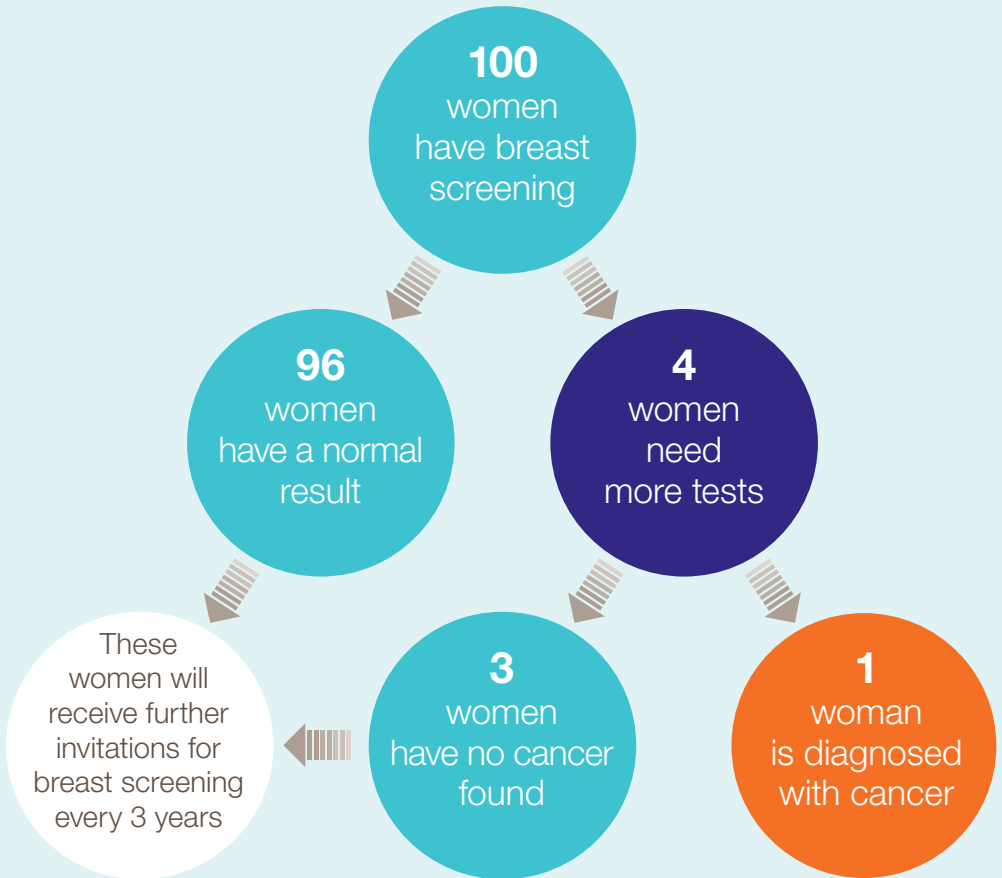 100
women
have breast
screening
96
women
have a normal
result
4
women
need
more tests
These
women will
receive further
invitations for
breast screening
every 3 years
3
women
have no cancer
found
1
woman
is diagnosed
with cancer